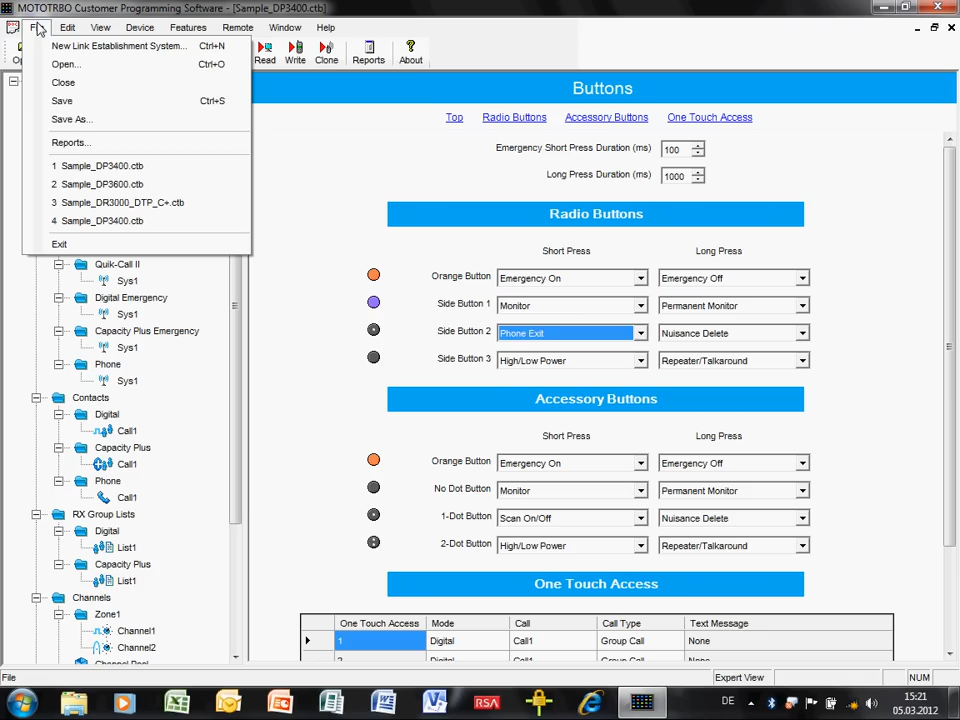 MOTOTRBO Customer Programming Software - [Sample_DP3400.ctb]
Edit View Device Features Remote Window Help
New Link Establishment System... Ctrl+N
Open... Ctrl+O
Close
Save Ctrl+S
Save As...
Reports...
1 Sample_DP3400.ctb
2 Sample_DP3600.ctb
3 Sample_DR3000_DTP_C+.ctb
4 Sample_DP3400.ctb
Exit
Read Write Clone Reports About
Quik-Call II
Sys1
Digital Emergency
Sys1
Capacity Plus Emergency
Sys1
Phone
Sys1
Contacts
Digital
Call1
Capacity Plus
Call1
Phone
Call1
RX Group Lists
Digital
List1
Capacity Plus
List1
Channels
Zone1
Channel1
Channel2
Channel Pool
Buttons
Top Radio Buttons Accessory Buttons One Touch Access
Emergency Short Press Duration (ms) 100
Long Press Duration (ms) 1000
Radio Buttons
Short Press Long Press
Orange Button Emergency On Emergency Off
Side Button 1 Monitor Permanent Monitor
Side Button 2 Phone Exit Nuisance Delete
Side Button 3 High/Low Power Repeater/Talkaround
Accessory Buttons
Short Press Long Press
Orange Button Emergency On Emergency Off
No Dot Button Monitor Permanent Monitor
1-Dot Button Scan On/Off Nuisance Delete
2-Dot Button High/Low Power Repeater/Talkaround
One Touch Access
One Touch Access Mode Call Call Type Text Message
1 Digital Call1 Group Call None
2 Digital Call1 Group Call None
File Expert View NUM
RSA DE 15:21
05.03.2012